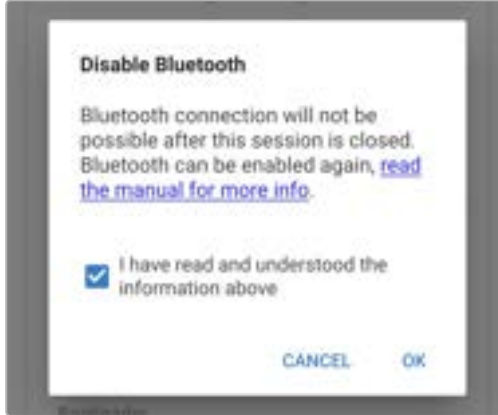 Disable Bluetooth
Bluetooth connection will not be
possible after this session is closed.
Bluetooth can be enabled again, read
the manual for more info.
I have read and understood the
information above
CANCEL OK